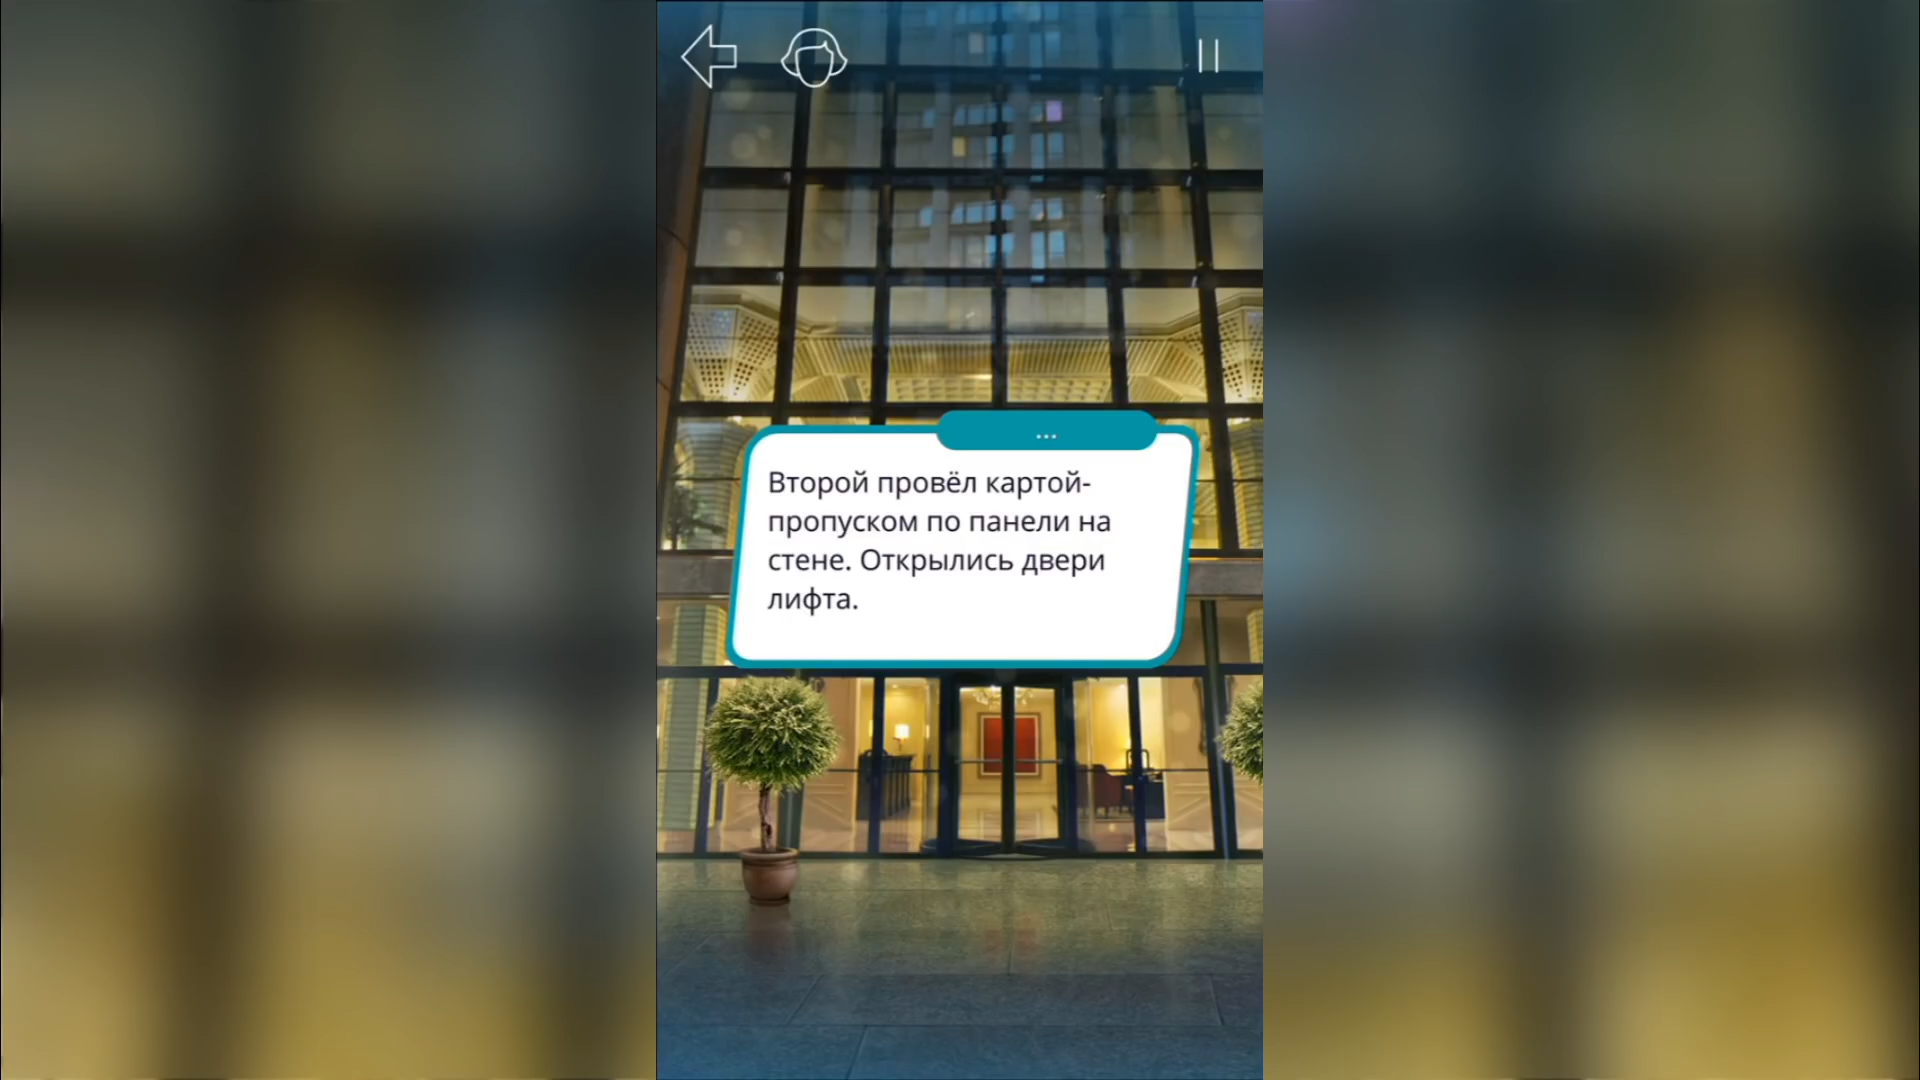 ...
Второй провёл картой-
пропуском по панели на
стене. Открылись двери
лифта.